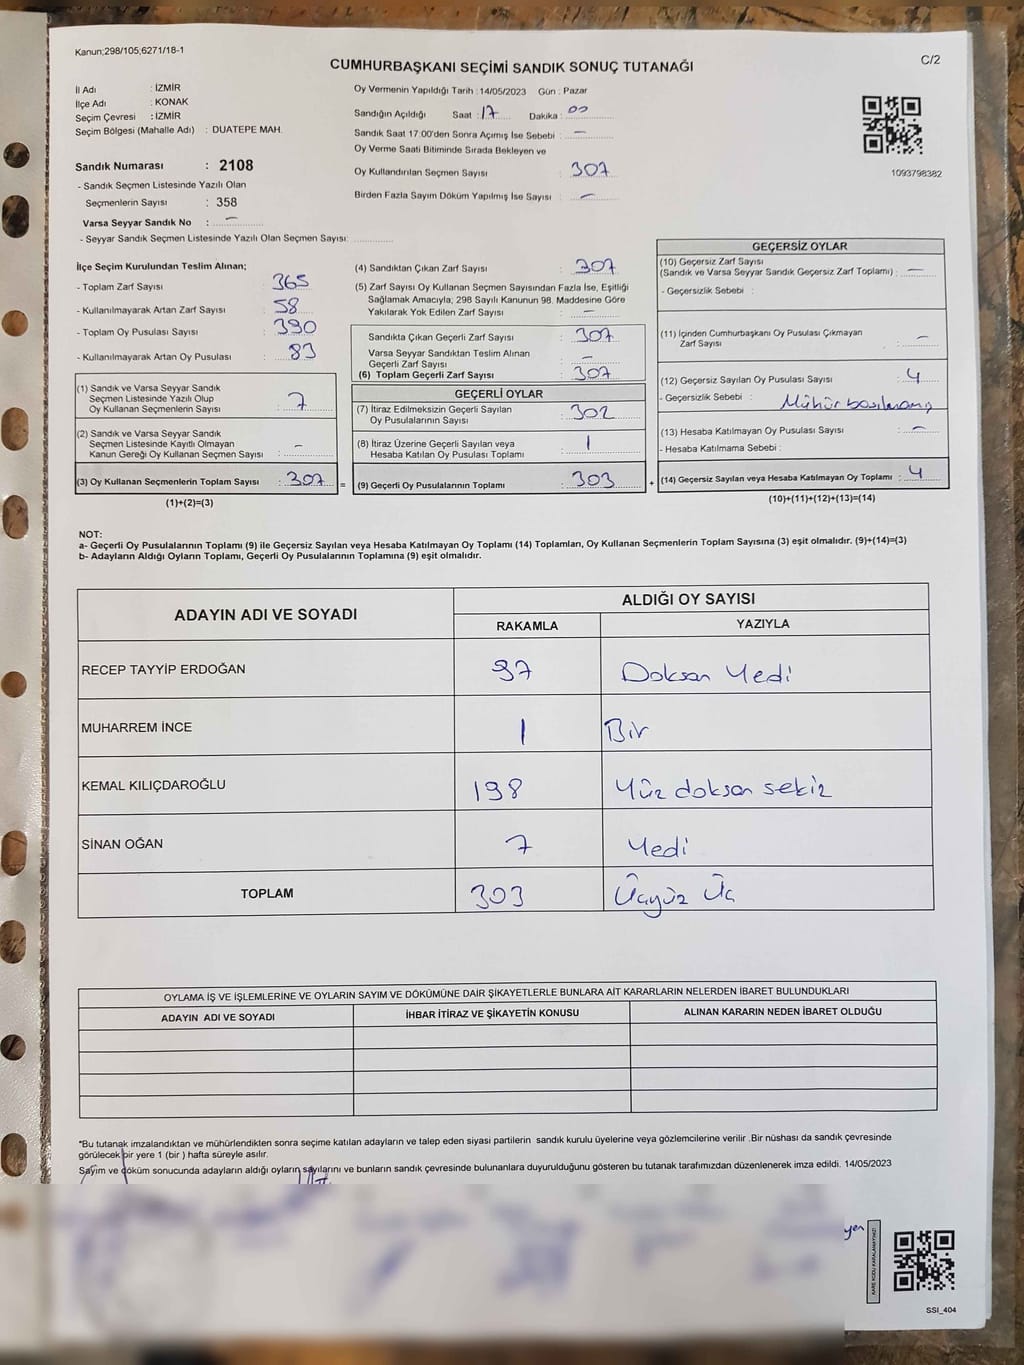 Kanun;298/105,6271/18-1
C/2
CUMHURBAŞKANI SEÇİMİ SANDIK SONUÇ TUTANAĞI
İl Adı : İZMİR
İlçe Adı : KONAK
Seçim Çevresi : İZMİR
Seçim Bölgesi (Mahalle Adı) : DUATEPE MAH.
Sandık Numarası : 2108
- Sandık Seçmen Listesinde Yazılı Olan
Seçmenlerin Sayısı : 358
Varsa Seyyar Sandık No : –
- Seyyar Sandık Seçmen Listesinde Yazılı Olan Seçmen Sayısı:
Oy Vermenin Yapıldığı Tarih : 14/05/2023 Gün : Pazar
Sandığın Açıldığı Saat : 17 Dakika : 00
Sandık Saat 17:00'den Sonra Açımış İse Sebebi : –
Oy Verme Saati Bitiminde Sırada Bekleyen ve
Oy Kullandırılan Seçmen Sayısı 307
Birden Fazla Sayım Döküm Yapılmış İse Sayısı : –
1093798382
İlçe Seçim Kurulundan Teslim Alınan;
- Toplam Zarf Sayısı : 365
- Kullanılmayarak Artan Zarf Sayısı : 58
- Toplam Oy Pusulası Sayısı : 390
- Kullanılmayarak Artan Oy Pusulası : 83
(1) Sandık ve Varsa Seyyar Sandık
Seçmen Listesinde Yazılı Olup
Oy Kullanan Seçmenlerin Sayısı : 7
(2) Sandık ve Varsa Seyyar Sandık
Seçmen Listesinde Kayıtlı Olmayan
Kanun Gereği Oy Kullanan Seçmen Sayısı : –
(3) Oy Kullanan Seçmenlerin Toplam Sayısı : 307 =
(1)+(2)=(3)
(4) Sandıktan Çıkan Zarf Sayısı : 307
(5) Zarf Sayısı Oy Kullanan Seçmen Sayısından Fazla İse, Eşitliği
Sağlamak Amacıyla, 298 Sayılı Kanunun 98. Maddesine Göre
Yakılarak Yok Edilen Zarf Sayısı : –
Sandıkta Çıkan Geçerli Zarf Sayısı : 307
Varsa Seyyar Sandıktan Teslim Alınan
Geçerli Zarf Sayısı : –
(6) Toplam Geçerli Zarf Sayısı : 307
GEÇERLİ OYLAR
(7) İtiraz Edilmeksizin Geçerli Sayılan
Oy Pusulalarının Sayısı : 302
(8) İtiraz Üzerine Geçerli Sayılan veya
Hesaba Katılan Oy Pusulası Toplamı : 1
(9) Geçerli Oy Pusulalarının Toplamı : 303 +
GEÇERSİZ OYLAR
(10) Geçersiz Zarf Sayısı
(Sandık ve Varsa Seyyar Sandık Geçersiz Zarf Toplamı) : –
- Geçersizlik Sebebi :
(11) İçinden Cumhurbaşkanı Oy Pusulası Çıkmayan
Zarf Sayısı : –
(12) Geçersiz Sayılan Oy Pusulası Sayısı : 4
- Geçersizlik Sebebi : Mühür basılmamış
(13) Hesaba Katılmayan Oy Pusulası Sayısı : –
- Hesaba Katılmama Sebebi :
(14) Geçersiz Sayılan veya Hesaba Katılmayan Oy Toplamı : 4
(10)+(11)+(12)+(13)=(14)
NOT:
a- Geçerli Oy Pusulalarının Toplamı (9) ile Geçersiz Sayılan veya Hesaba Katılmayan Oy Toplamı (14) Toplamları, Oy Kullanan Seçmenlerin Toplam Sayısına (3) eşit olmalıdır. (9)+(14)=(3)
b- Adayların Aldığı Oyların Toplamı, Geçerli Oy Pusulalarının Toplamına (9) eşit olmalıdır.
ADAYIN ADI VE SOYADI
ALDIĞI OY SAYISI
RAKAMLA YAZIYLA
RECEP TAYYİP ERDOĞAN 97 Doksan Yedi
MUHARREM İNCE 1 Bir
KEMAL KILIÇDAROĞLU 198 Yüz doksan sekiz
SİNAN OĞAN 7 Yedi
TOPLAM 303 Üçyüz Üç
OYLAMA İŞ VE İŞLEMLERİNE VE OYLARIN SAYIM VE DÖKÜMÜNE DAİR ŞİKAYETLERLE BUNLARA AİT KARARLARIN NELERDEN İBARET BULUNDUKLARI
ADAYIN ADI VE SOYADI İHBAR İTİRAZ VE ŞİKAYETİN KONUSU ALINAN KARARIN NEDEN İBARET OLDUĞU
*Bu tutanak imzalandıktan ve mühürlendikten sonra seçime katılan adayların ve talep eden siyasi partilerin sandık kurulu üyelerine veya gözlemcilerine verilir .Bir nüshası da sandık çevresinde
görülecek bir yere 1 (bir ) hafta süreyle asılır.
Sayım ve döküm sonucunda adayların aldığı oyların sayılarını ve bunların sandık çevresinde bulunanlara duyurulduğunu gösteren bu tutanak tarafımızdan düzenlenerek imza edildi. 14/05/2023
yen
KARE KODU KARALAMAYINIZ!
SSI_404